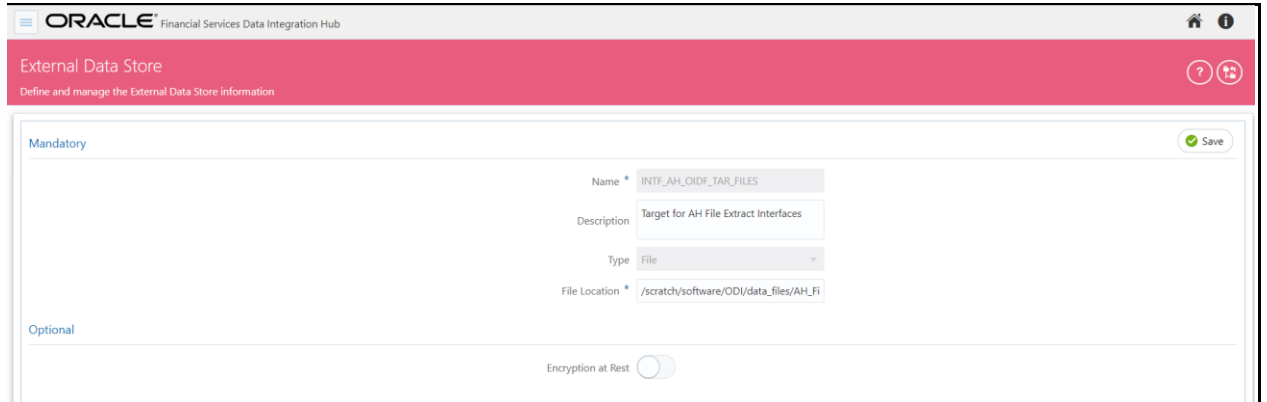 ORACLE® Financial Services Data Integration Hub
External Data Store
Define and manage the External Data Store information
Mandatory
Save
Name * INTF_AH_OIDF_TAR_FILES
Description Target for AH File Extract Interfaces
Type File
File Location * /scratch/software/ODI/data_files/AH_Fi
Optional
Encryption at Rest